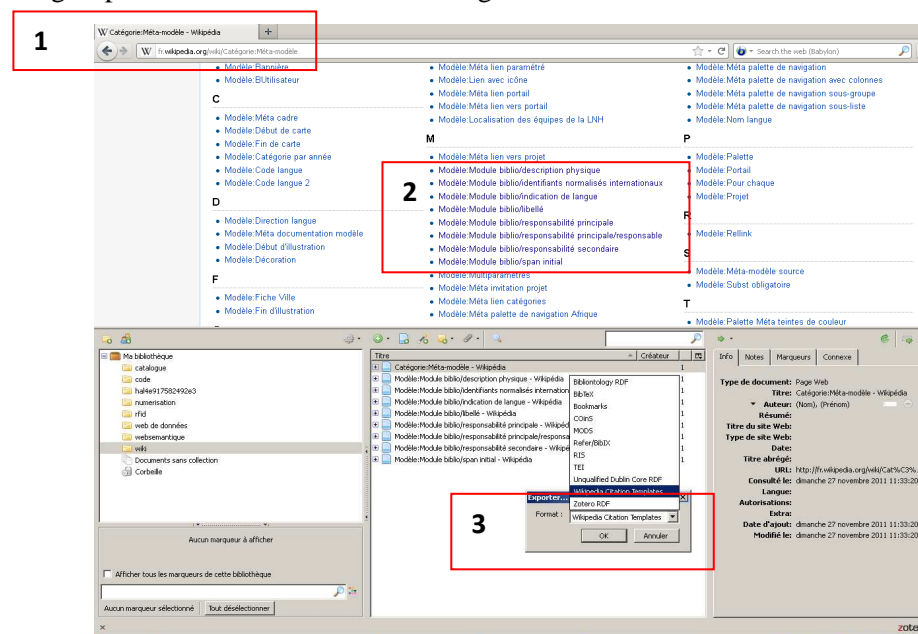 1
W Catégorie:Méta-modèle - Wikipédia +
W fr.wikipedia.org/wiki/Catégorie:Méta-modèle
Search the web (Babylon)
Modèle:Bannière
Modèle:BUtilisateur
C
Modèle:Méta cadre
Modèle:Début de carte
Modèle:Fin de carte
Modèle:Catégorie par année
Modèle:Code langue
Modèle:Code langue 2
D
Modèle:Direction langue
Modèle:Méta documentation modèle
Modèle:Début d'illustration
Modèle:Décoration
F
Modèle:Fiche Ville
Modèle:Fin d'illustration
Modèle:Méta lien paramétré
Modèle:Lien avec icône
Modèle:Méta lien portail
Modèle:Méta lien vers portail
Modèle:Localisation des équipes de la LNH
M
Modèle:Méta lien vers projet
2
Modèle:Module biblio/description physique
Modèle:Module biblio/identifiants normalisés internationaux
Modèle:Module biblio/indication de langue
Modèle:Module biblio/libellé
Modèle:Module biblio/responsabilité principale
Modèle:Module biblio/responsabilité principale/responsable
Modèle:Module biblio/responsabilité secondaire
Modèle:Module biblio/span initial
Modèle:Multiparamètres
Modèle:Méta invitation projet
Modèle:Méta lien catégories
Modèle:Méta palette de navigation Afrique
Modèle:Méta palette de navigation
Modèle:Méta palette de navigation avec colonnes
Modèle:Méta palette de navigation sous-groupe
Modèle:Méta palette de navigation sous-liste
Modèle:Nom langue
P
Modèle:Palette
Modèle:Portail
Modèle:Pour chaque
Modèle:Projet
R
Modèle:Rellink
S
Modèle:Méta-modèle source
Modèle:Subst obligatoire
T
Modèle:Palette Méta teintes de couleur
Ma bibliothèque
catalogue
code
hal4e917582492e3
numerisation
rfid
web de données
websemantique
wiki
Documents sans collection
Corbeille
Aucun marqueur à afficher
Afficher tous les marqueurs de cette bibliothèque
Aucun marqueur sélectionné Tout désélectionner
Titre Créateur
Catégorie:Méta-modèle - Wikipédia 1
Modèle:Module biblio/description physique - Wikipédia 1
Modèle:Module biblio/identifiants normalisés internation 1
Modèle:Module biblio/indication de langue - Wikipédia 1
Modèle:Module biblio/libellé - Wikipédia 1
Modèle:Module biblio/responsabilité principale - Wikipéd 1
Modèle:Module biblio/responsabilité principale/responsa 1
Modèle:Module biblio/responsabilité secondaire - Wikipé 1
Modèle:Module biblio/span initial - Wikipédia 1
Bibliontology RDF
BibTeX
Bookmarks
COinS
MODS
Refer/BibIX
RIS
TEI
Unqualified Dublin Core RDF
Wikipedia Citation Templates
Zotero RDF
3
Exporter...
Format : Wikipedia Citation Templates
OK Annuler
Info Notes Marqueurs Connexe
Type de document: Page Web
Titre: Catégorie:Méta-modèle - Wikipédia
Auteur: (Nom), (Prénom)
Résumé:
Titre du site Web:
Type de site Web:
Date:
Titre abrégé:
URL: http://fr.wikipedia.org/wiki/Cat%C3%.
Consulté le: dimanche 27 novembre 2011 11:33:20
Langue:
Autorisations:
Extra:
Date d'ajout: dimanche 27 novembre 2011 11:33:20
Modifié le: dimanche 27 novembre 2011 11:33:20
zote